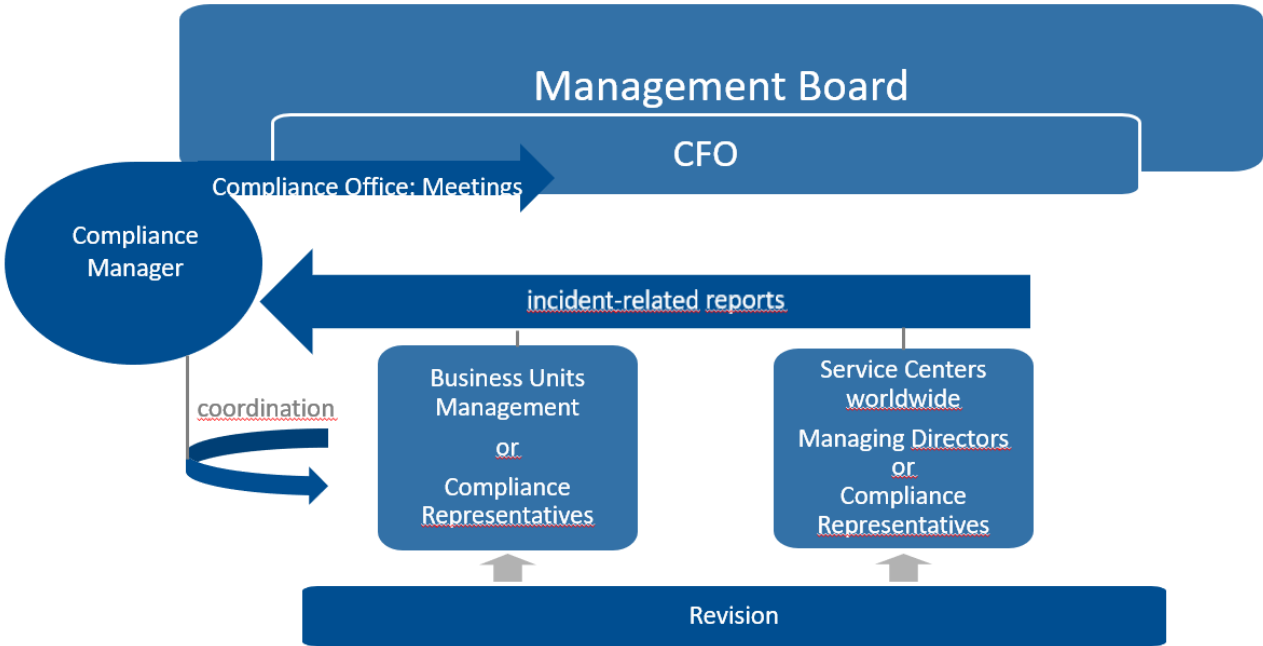 Management Board
CFO
Compliance Office: Meetings
Compliance
Manager
incident-related reports
coordination
Business Units
Management
or
Compliance
Representatives
Service Centers
worldwide
Managing Directors
or
Compliance
Representatives
Revision